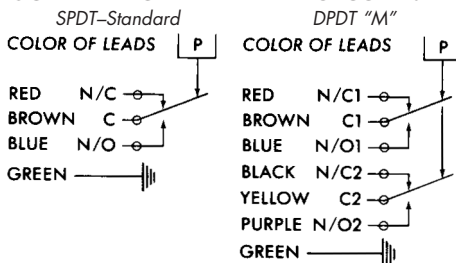 SPDT–Standard
COLOR OF LEADS P
RED N/C
BROWN C
BLUE N/O
GREEN
DPDT “M”
COLOR OF LEADS P
RED N/C1
BROWN C1
BLUE N/O1
BLACK N/C2
YELLOW C2
PURPLE N/O2
GREEN